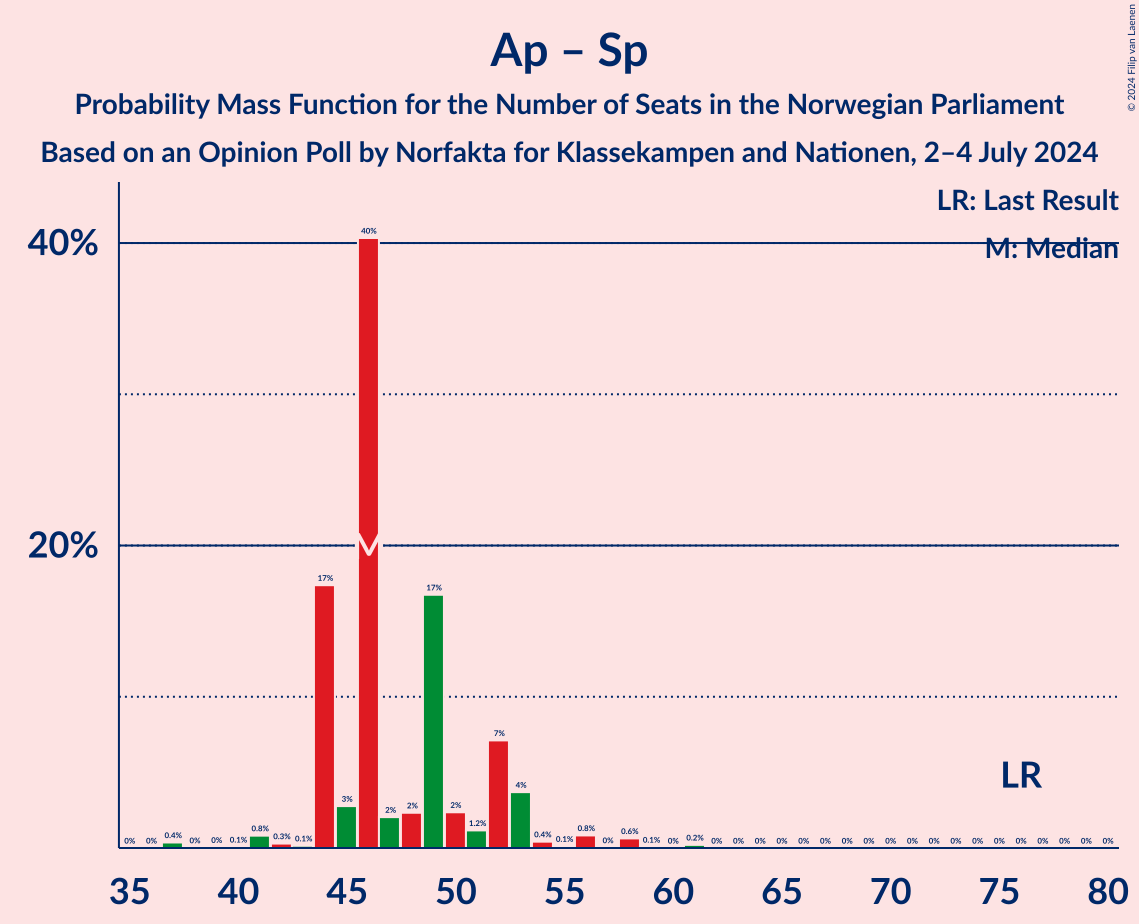 © 2024 Filip van Laenen
Ap – Sp
Probability Mass Function for the Number of Seats in the Norwegian Parliament
Based on an Opinion Poll by Norfakta for Klassekampen and Nationen, 2–4 July 2024
LR: Last Result
M: Median
40%
20%
0% 0% 0.4% 0% 0% 0.1% 0.8% 0.3% 0.1% 17% 3% 40% 2% 2% 17% 2% 1.2% 7% 4% 0.4% 0.1% 0.8% 0% 0.6% 0.1% 0% 0.2% 0% 0% 0% 0% 0% 0% 0% 0% 0% 0% 0% 0% 0% 0% 0% 0% 0% 0% 0%
M
LR
35 40 45 50 55 60 65 70 75 80